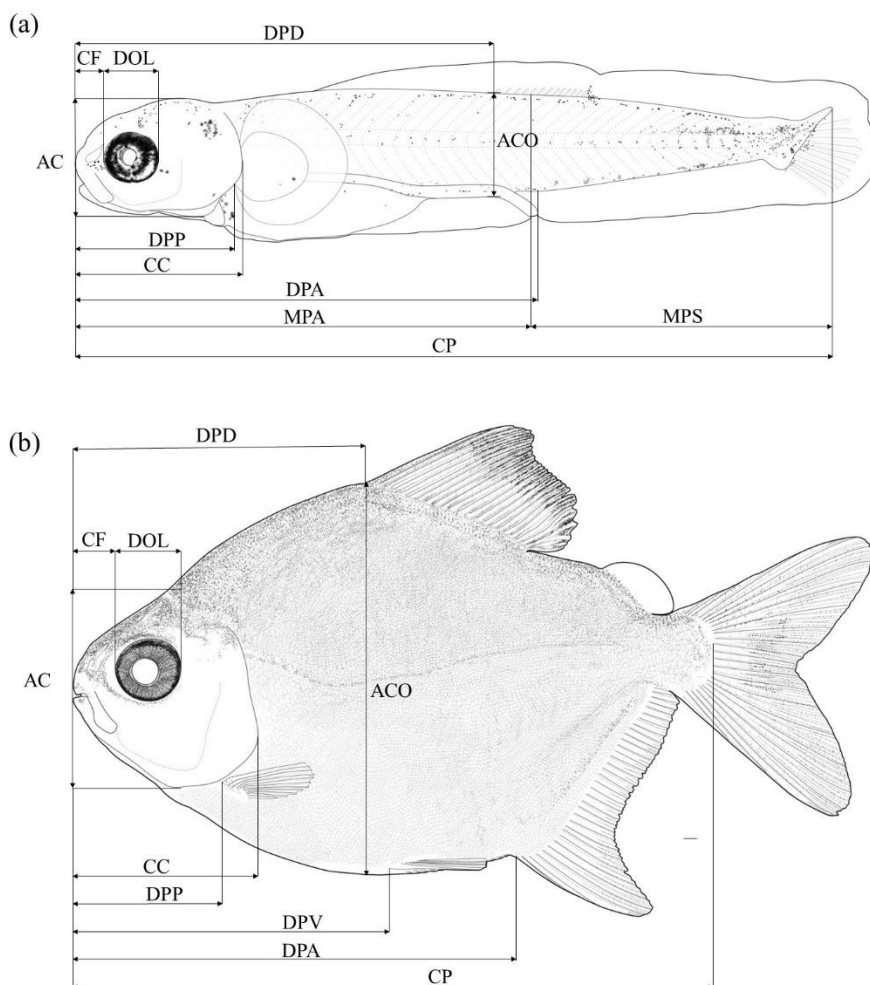 (a)
DPD
CF DOL
AC
ACO
DPP
CC
DPA
MPA MPS
CP
(b)
DPD
CF DOL
AC
ACO
CC
DPP
DPV
DPA
CP